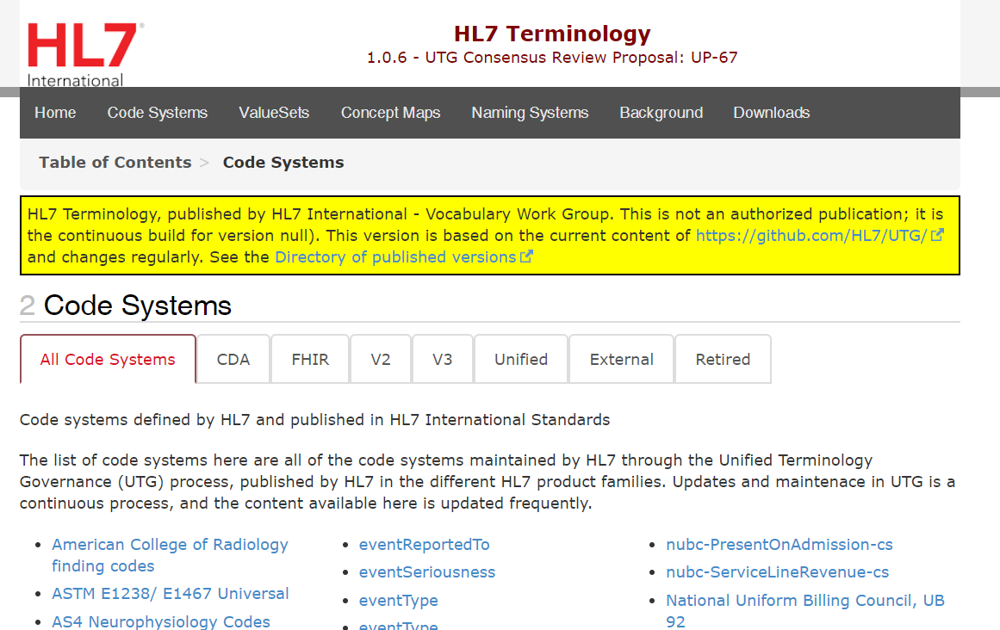 HL7
International
HL7 Terminology
1.0.6 - UTG Consensus Review Proposal: UP-67
Home Code Systems ValueSets Concept Maps Naming Systems Background Downloads
Table of Contents > Code Systems
HL7 Terminology, published by HL7 International - Vocabulary Work Group. This is not an authorized publication; it is
the continuous build for version null). This version is based on the current content of https://github.com/HL7/UTG/
and changes regularly. See the Directory of published versions
2 Code Systems
All Code Systems CDA FHIR V2 V3 Unified External Retired
Code systems defined by HL7 and published in HL7 International Standards
The list of code systems here are all of the code systems maintained by HL7 through the Unified Terminology
Governance (UTG) process, published by HL7 in the different HL7 product families. Updates and maintenace in UTG is a
continuous process, and the content available here is updated frequently.
American College of Radiology
finding codes
ASTM E1238/ E1467 Universal
AS4 Neurophysiology Codes
eventReportedTo
eventSeriousness
eventType
eventType
nubc-PresentOnAdmission-cs
nubc-ServiceLineRevenue-cs
National Uniform Billing Council, UB
92